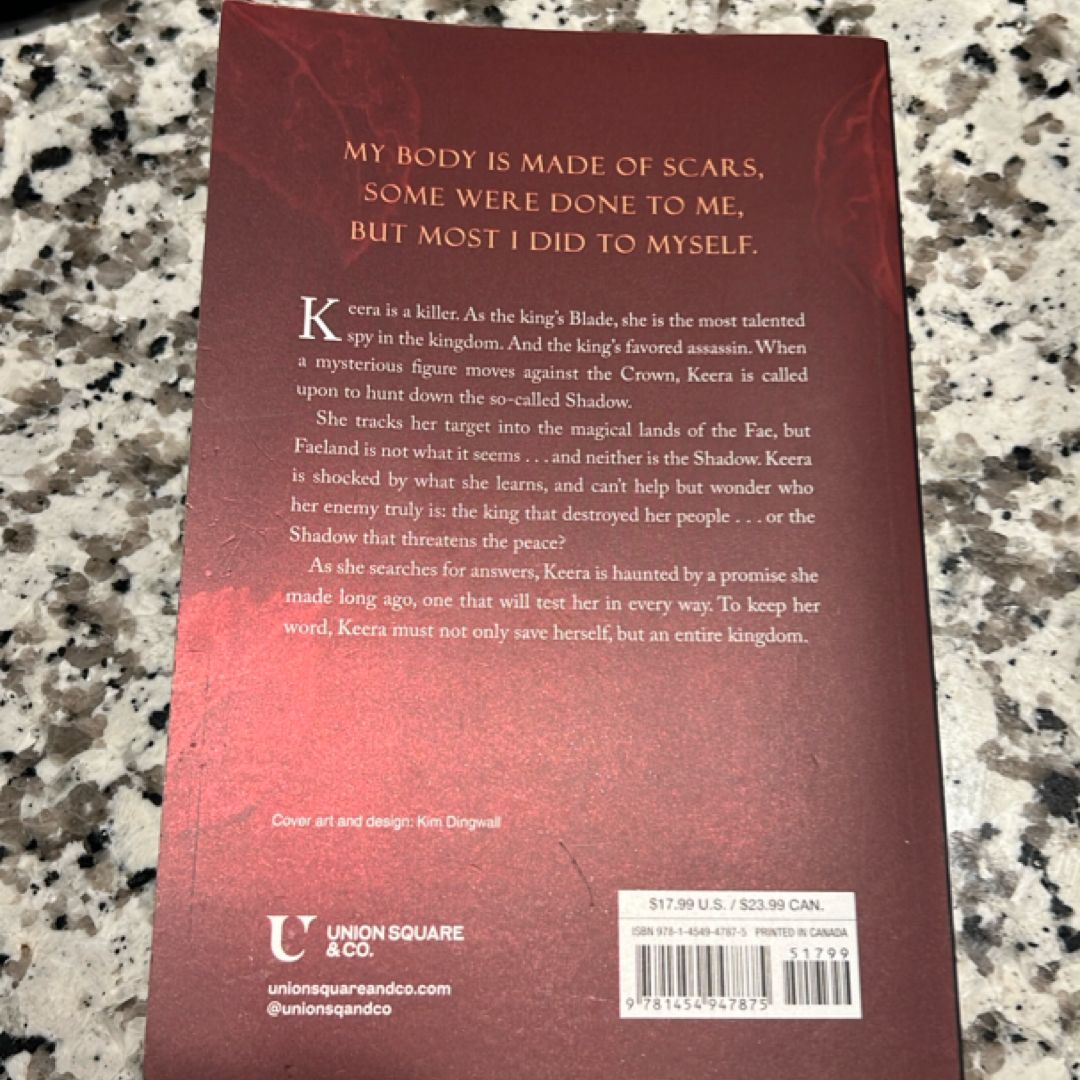 MY BODY IS MADE OF SCARS,
SOME WERE DONE TO ME,
BUT MOST I DID TO MYSELF.
Keera is a killer. As the king's Blade, she is the most talented
spy in the kingdom. And the king's favored assassin. When
a mysterious figure moves against the Crown, Keera is called
upon to hunt down the so-called Shadow.
She tracks her target into the magical lands of the Fae, but
Faeland is not what it seems . . . and neither is the Shadow. Keera
is shocked by what she learns, and can't help but wonder who
her enemy truly is: the king that destroyed her people . . . or the
Shadow that threatens the peace?
As she searches for answers, Keera is haunted by a promise she
made long ago, one that will test her in every way. To keep her
word, Keera must not only save herself, but an entire kingdom.
Cover art and design: Kim Dingwall
U
UNION SQUARE
& CO.
unionsquareandco.com
@unionsqandco
$17.99 U.S. / $23.99 CAN.
ISBN 978-1-4549-4787-5 PRINTED IN CANADA
51799
9 781454 947875